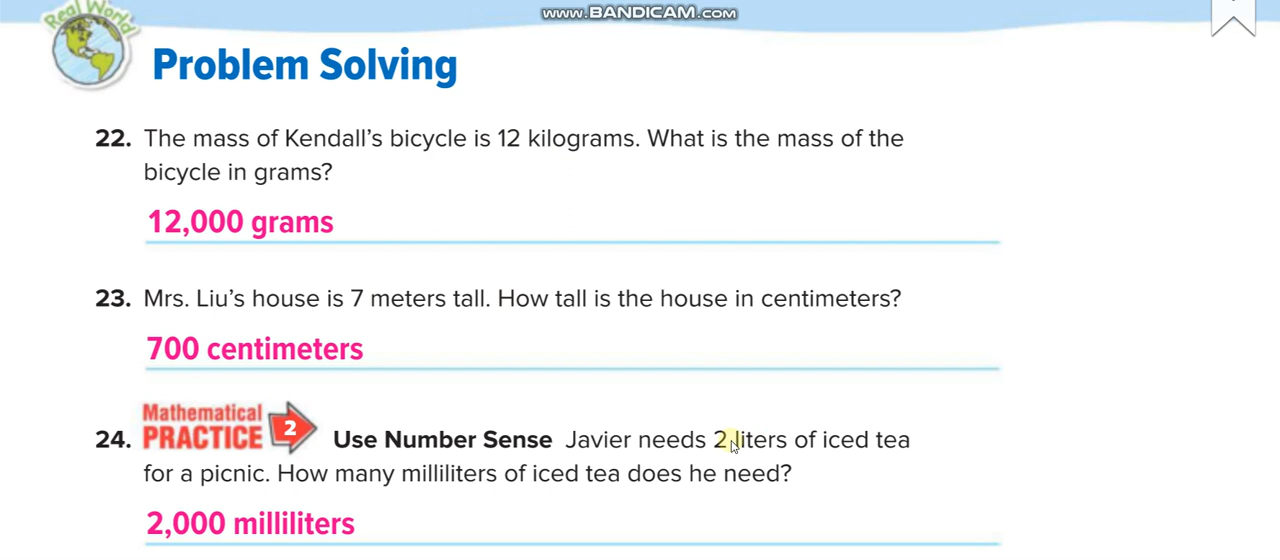 www.BANDICAM.com
Real World
Problem Solving
22. The mass of Kendall's bicycle is 12 kilograms. What is the mass of the
bicycle in grams?
12,000 grams
23. Mrs. Liu's house is 7 meters tall. How tall is the house in centimeters?
700 centimeters
Mathematical
24. PRACTICE 2 Use Number Sense Javier needs 2 liters of iced tea
for a picnic. How many milliliters of iced tea does he need?
2,000 milliliters